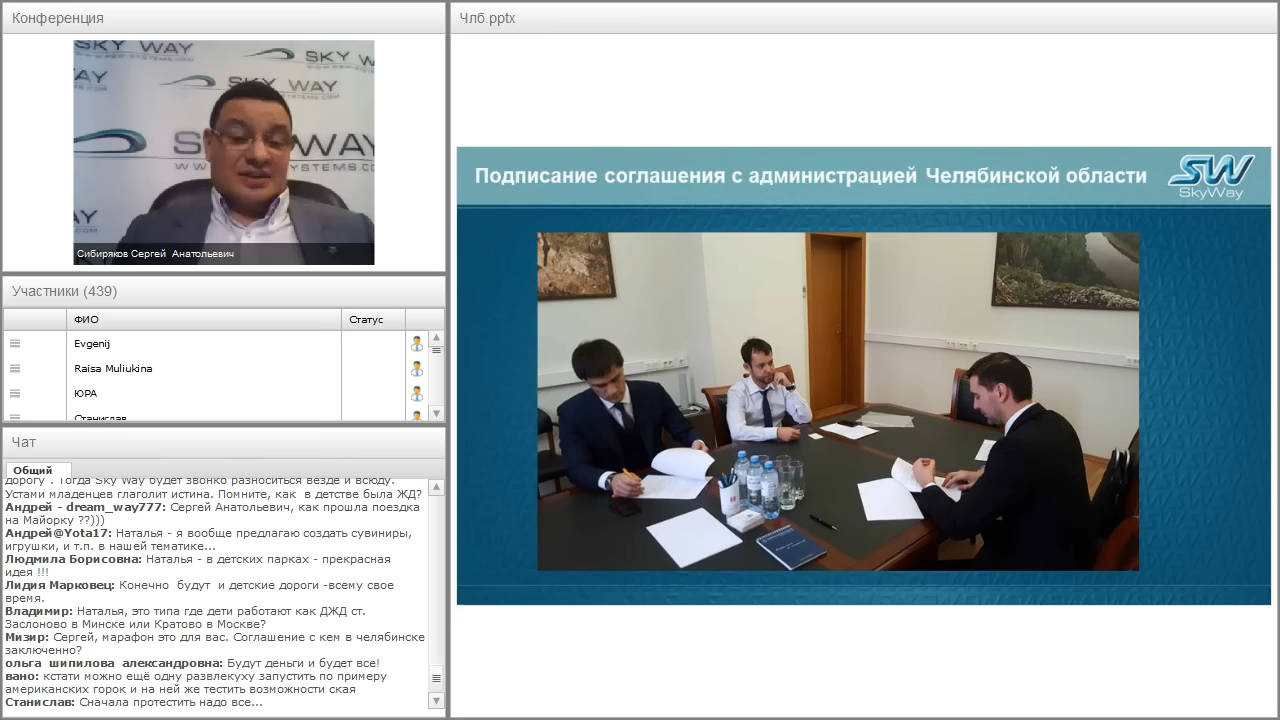 Конференция
SKY WAY
SKY WAY
SKY WAY
Сибиряков Сергей Анатольевич
Участники (439)
ФИО
Статус
Evgenij
Raisa Muliukina
ЮРА
Станислав
Чат
Общий
дорогу . Тогда Sky Way будет звонко разноситься везде и всюду.
Устами младенцев глаголит истина. Помните, как в детстве была ЖД?
Андрей - dream_way777: Сергей Анатольевич, как прошла поездка
на Майорку ??)))
Андрей@Yota17: Наталья - я вообще предлагаю создать сувиниры,
игрушки, и т.п. в нашей тематике...
Людмила Борисовна: Наталья - в детских парках - прекрасная
идея !!!
Лидия Марковец: Конечно будут и детские дороги -всему свое
время.
Владимир: Наталья, это типа где дети работают как ДЖД ст.
Заслоново в Минске или Кратово в Москве?
Мизир: Сергей, марафон это для вас. Соглашение с кем в челябинске
заключенно?
ольга шипилова александровна: Будут деньги и будет все!
вано: кстати можно ещё одну развлекуху запустить по примеру
американских горок и на ней же тестить возможности ская
Станислав: Сначала протестить надо все...
Члб.pptx
Подписание соглашения с администрацией Челябинской области
SW
SkyWay